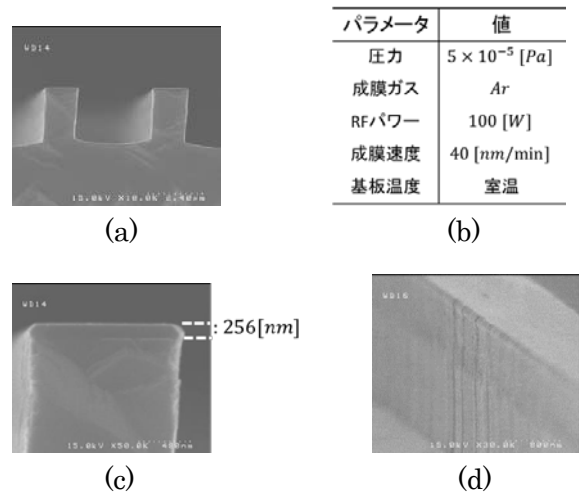 WD14
15.0kV X10.0K 3.00μm
(a)
パラメータ 値
圧力 5 × 10⁻⁵ [Pa]
成膜ガス Ar
RFパワー 100 [W]
成膜速度 40 [nm/min]
基板温度 室温
(b)
WD14
: 256[nm]
15.0kV X50.0K
(c)
WD16
15.0kV X30.0K
(d)